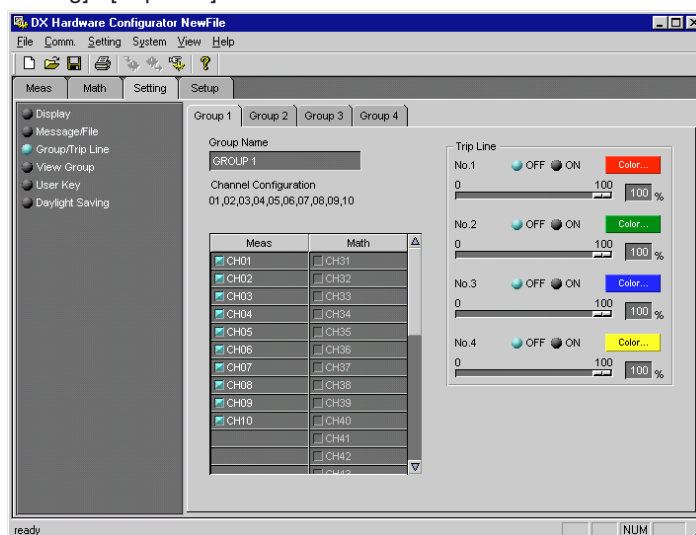 DX Hardware Configurator NewFile
File Comm. Setting System View Help
Meas Math Setting Setup
Display
Message/File
Group/Trip Line
View Group
User Key
Daylight Saving
Group 1 Group 2 Group 3 Group 4
Group Name
GROUP 1
Channel Configuration
01,02,03,04,05,06,07,08,09,10
Meas Math
CH01 CH31
CH02 CH32
CH03 CH33
CH04 CH34
CH05 CH35
CH06 CH36
CH07 CH37
CH08 CH38
CH09 CH39
CH10 CH40
CH41
CH42
CH43
Trip Line
No.1 OFF ON Color...
0 100 100 %
No.2 OFF ON Color...
0 100 100 %
No.3 OFF ON Color...
0 100 100 %
No.4 OFF ON Color...
0 100 100 %
ready NUM